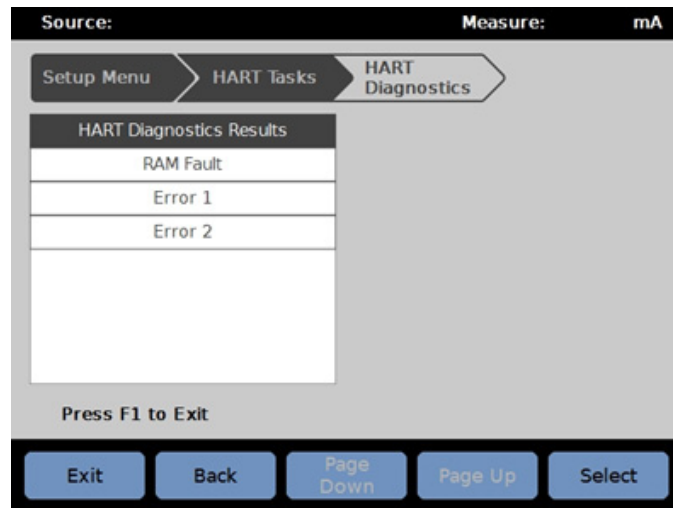 Source: Measure: mA
Setup Menu HART Tasks HART
Diagnostics
HART Diagnostics Results
RAM Fault
Error 1
Error 2
Press F1 to Exit
Exit Back Page
Down Page Up Select